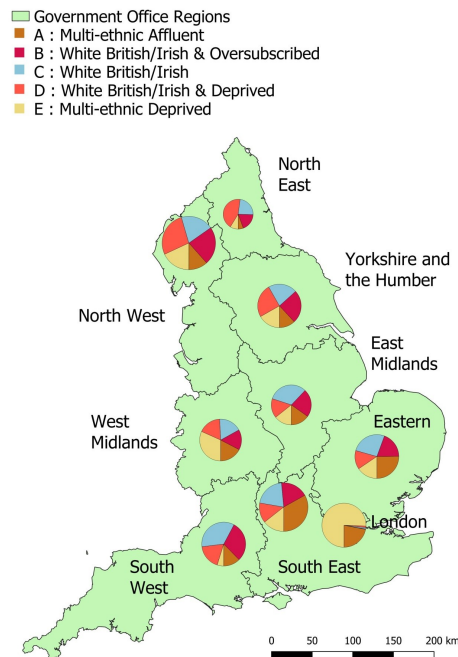 Government Office Regions
A : Multi-ethnic Affluent
B : White British/Irish & Oversubscribed
C : White British/Irish
D : White British/Irish & Deprived
E : Multi-ethnic Deprived
North
East
Yorkshire and
the Humber
North West
East
Midlands
West
Midlands
Eastern
London
South
West
South East
0 50 100 150 200 km